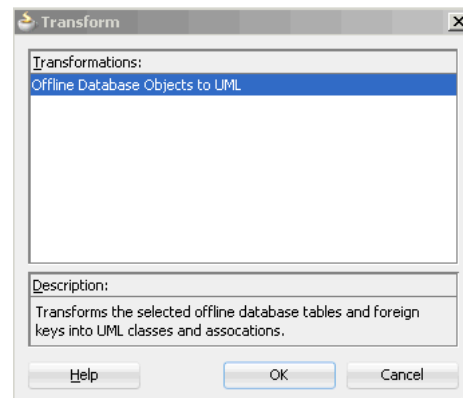 Transform
Transformations:
Offline Database Objects to UML
Description:
Transforms the selected offline database tables and foreign
keys into UML classes and assocations.
Help OK Cancel